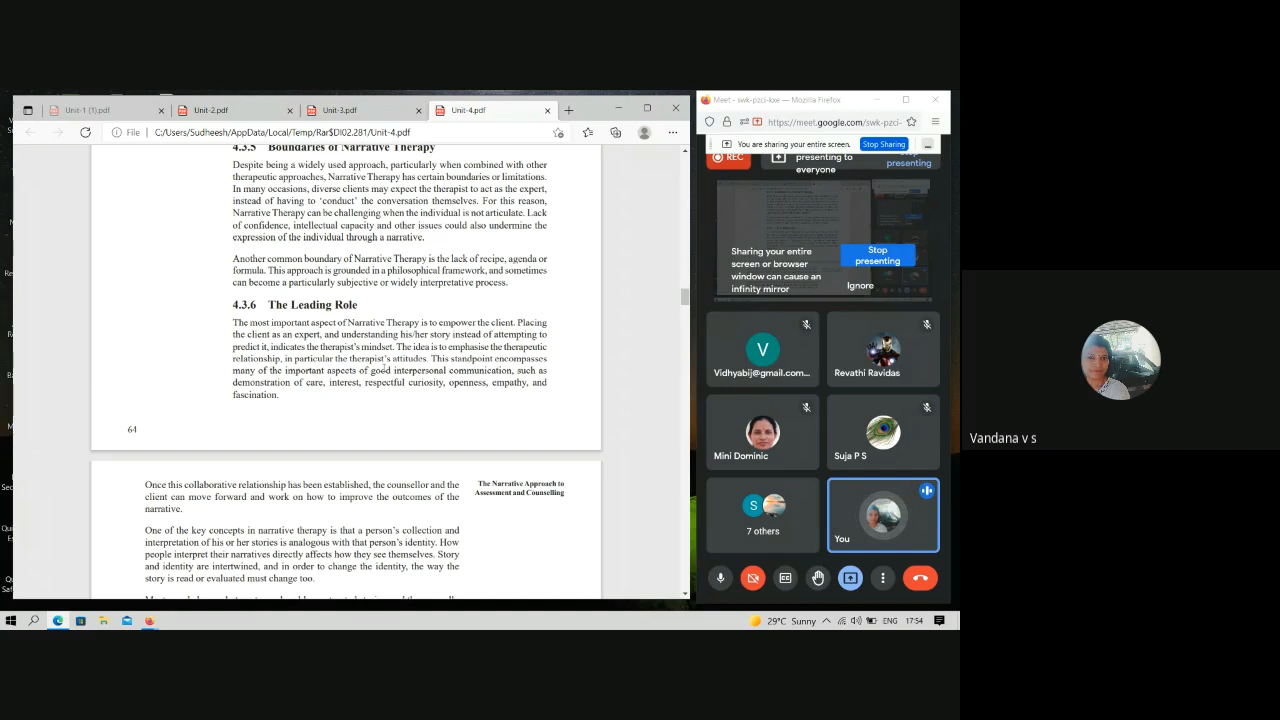 Unit-1 (1).pdf
Unit-2.pdf
Unit-3.pdf
Unit-4.pdf
File
C:/Users/Sudheesh/AppData/Local/Temp/Rar$DI02.281/Unit-4.pdf
4.3.5 Boundaries of Narrative Therapy
Despite being a widely used approach, particularly when combined with other
therapeutic approaches, Narrative Therapy has certain boundaries or limitations.
In many occasions, diverse clients may expect the therapist to act as the expert,
instead of having to ‘conduct’ the conversation themselves. For this reason,
Narrative Therapy can be challenging when the individual is not articulate. Lack
of confidence, intellectual capacity and other issues could also undermine the
expression of the individual through a narrative.
Another common boundary of Narrative Therapy is the lack of recipe, agenda or
formula. This approach is grounded in a philosophical framework, and sometimes
can become a particularly subjective or widely interpretative process.
4.3.6 The Leading Role
The most important aspect of Narrative Therapy is to empower the client. Placing
the client as an expert, and understanding his/her story instead of attempting to
predict it, indicates the therapist’s mindset. The idea is to emphasise the therapeutic
relationship, in particular the therapist’s attitudes. This standpoint encompasses
many of the important aspects of good interpersonal communication, such as
demonstration of care, interest, respectful curiosity, openness, empathy, and
fascination.
64
Once this collaborative relationship has been established, the counsellor and the
client can move forward and work on how to improve the outcomes of the
narrative.
The Narrative Approach to
Assessment and Counselling
One of the key concepts in narrative therapy is that a person’s collection and
interpretation of his or her stories is analogous with that person’s identity. How
people interpret their narratives directly affects how they see themselves. Story
and identity are intertwined, and in order to change the identity, the way the
story is read or evaluated must change too.
Meet – swk-pzci-kxe — Mozilla Firefox
https://meet.google.com/swk-pzci-
You are sharing your entire screen.
Stop Sharing
REC
presenting to
everyone
Stop
presenting
Sharing your entire
screen or browser
window can cause an
infinity mirror
Stop
presenting
Ignore
V
Vidhyabij@gmail.com...
Revathi Ravidas
Mini Dominic
Suja P S
S
7 others
You
Vandana v s
29°C Sunny
ENG
17:54